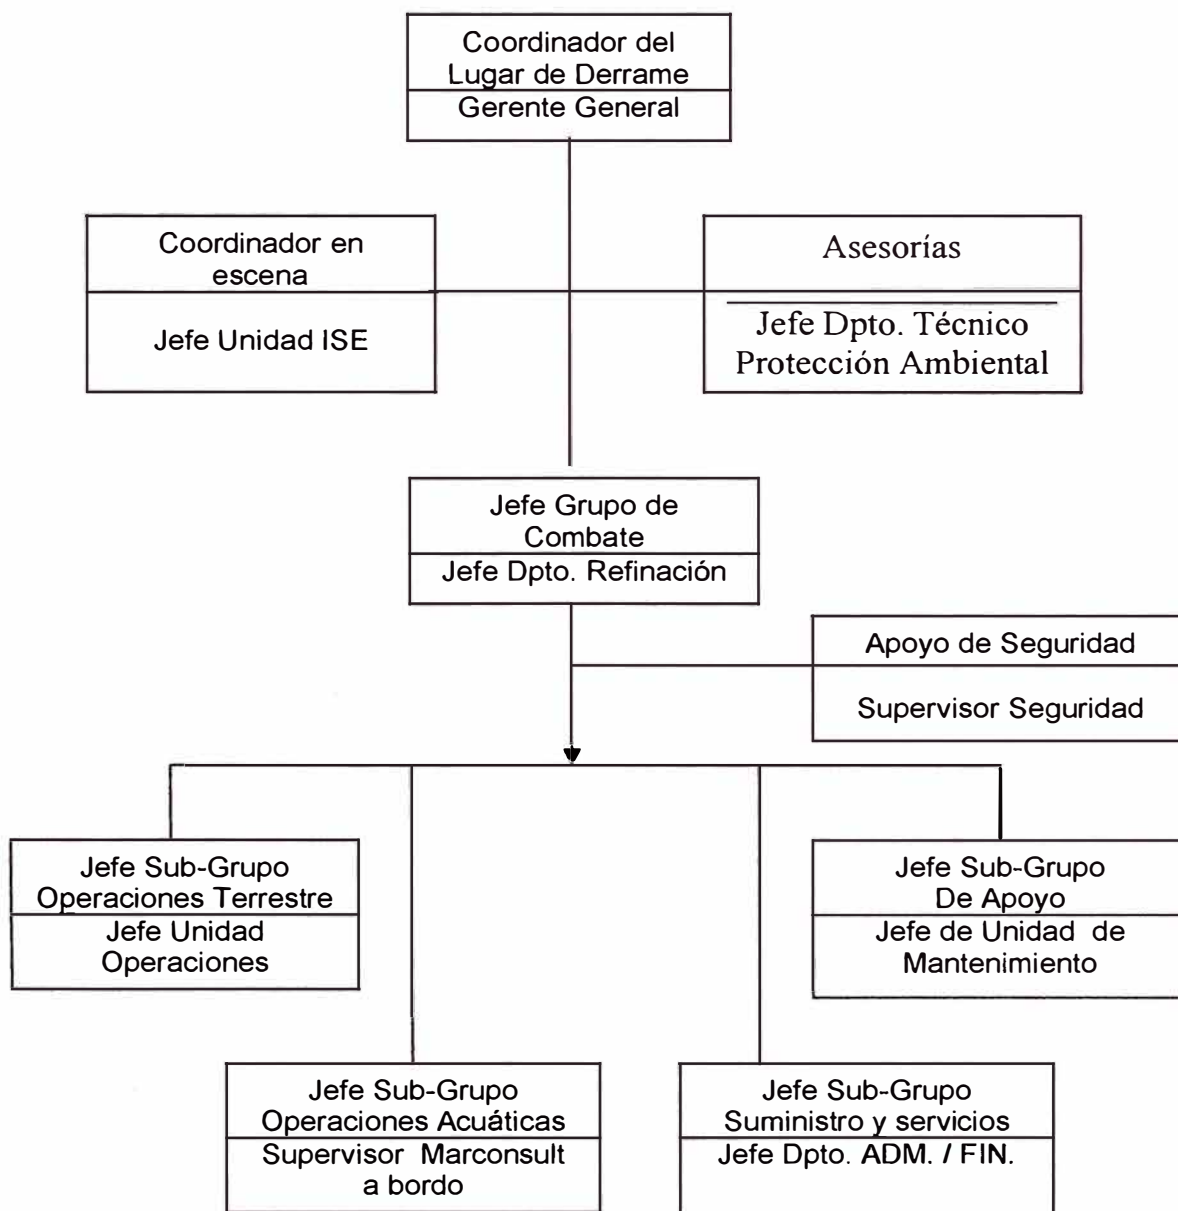 Coordinador del
Lugar de Derrame
Gerente General
Coordinador en
escena
Jefe Unidad ISE
Asesorías
Jefe Dpto. Técnico
Protección Ambiental
Jefe Grupo de
Combate
Jefe Dpto. Refinación
Apoyo de Seguridad
Supervisor Seguridad
Jefe Sub-Grupo
Operaciones Terrestre
Jefe Unidad
Operaciones
Jefe Sub-Grupo
De Apoyo
Jefe de Unidad de
Mantenimiento
Jefe Sub-Grupo
Operaciones Acuáticas
Supervisor Marconsult
a bordo
Jefe Sub-Grupo
Suministro y servicios
Jefe Dpto. ADM. / FIN.